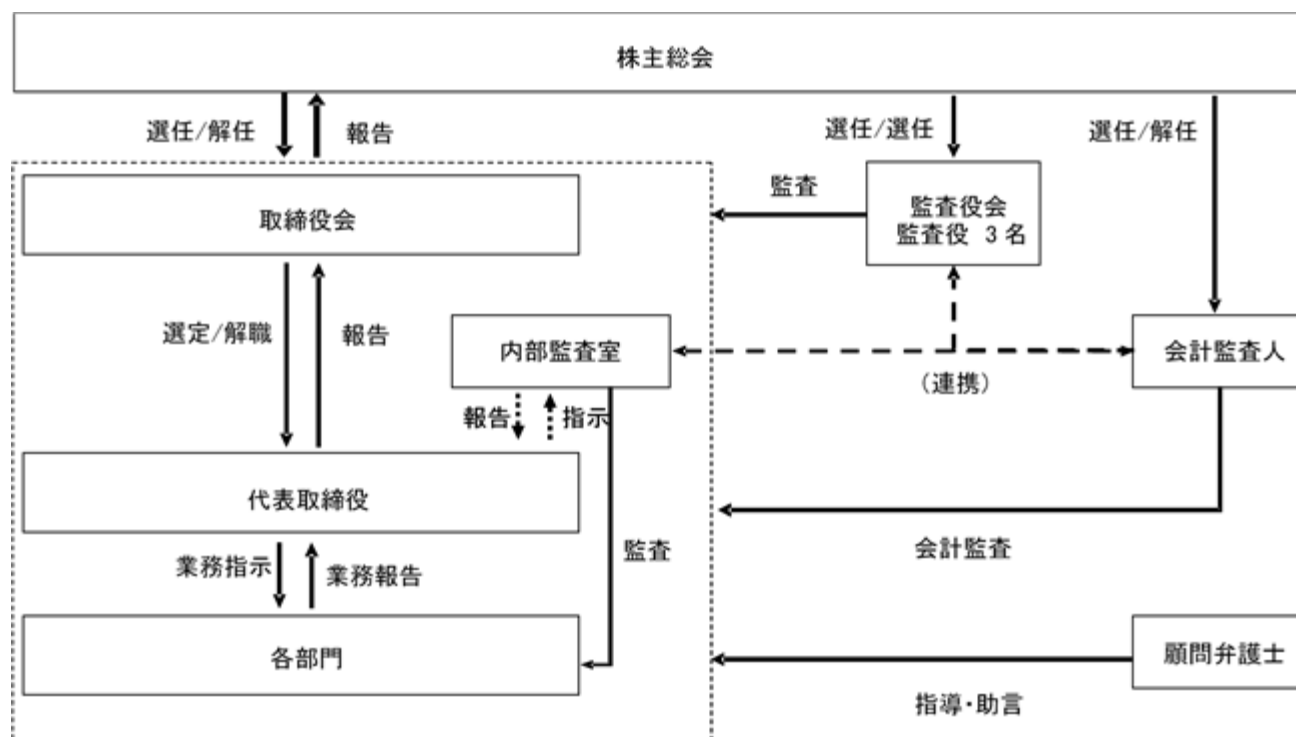 株主総会
選任/解任
報告
選任/選任
選任/解任
取締役会
監査
監査役会
監査役 3 名
選定/解職
報告
内部監査室
会計監査人
(連携)
報告
指示
代表取締役
監査
会計監査
業務指示
業務報告
各部門
顧問弁護士
指導・助言